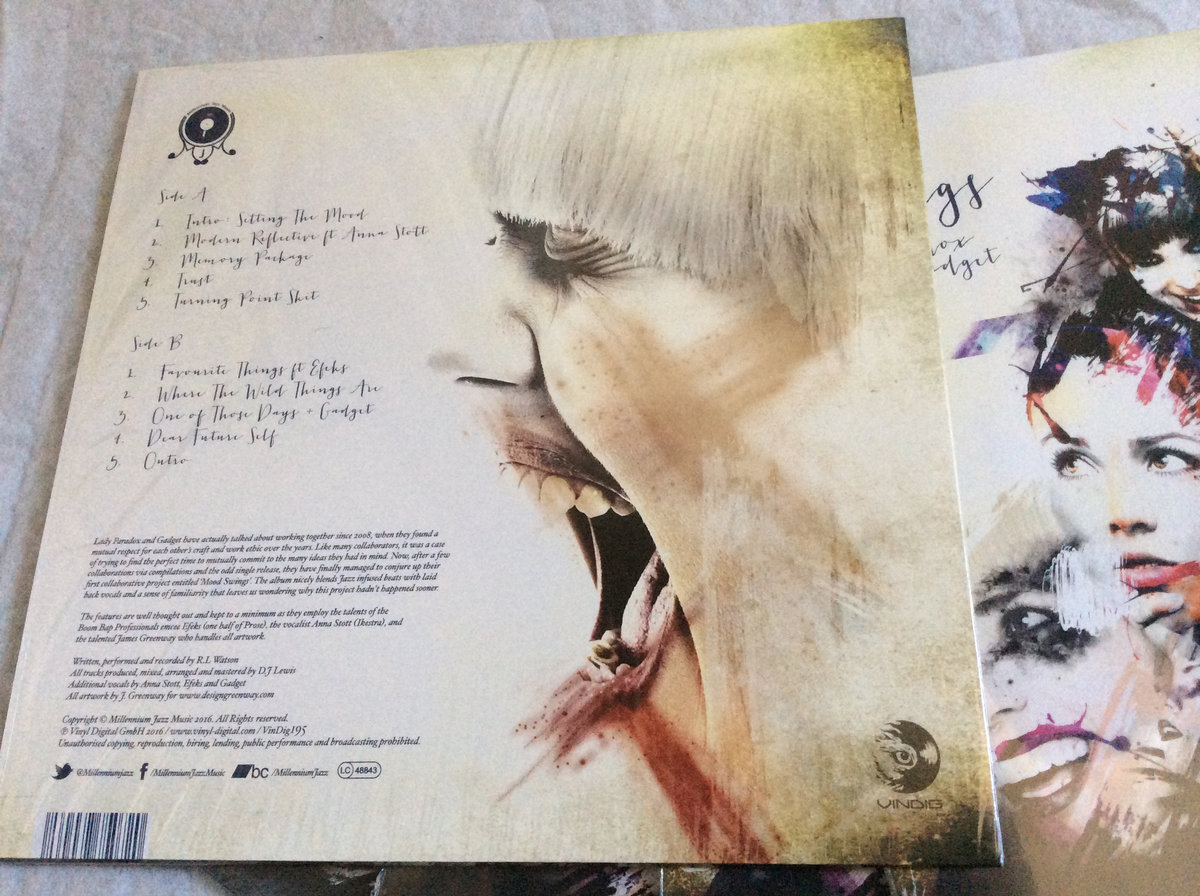 Side A
1. Intro: Setting The Mood
2. Modern Reflective ft Anna Stott
3. Memory Package
4. Trust
5. Turning Point Skit
Side B
1. Favourite Things ft Efeks
2. Where The Wild Things Are
3. One of Those Days + Gadget
4. Dear Future Self
5. Outro
Lady Paradox and Gadget have actually talked about working together since 2008, when they found a
mutual respect for each other's craft and work ethic over the years. Like many collaborators, it was a case
of trying to find the perfect time to mutually commit to the many ideas they had in mind. Now, after a few
collaborations via compilations and the odd single release, they have finally managed to conjure up their
first collaborative project entitled 'Mood Swings'. The album nicely blends Jazz infused beats with laid
back vocals and a sense of familiarity that leaves us wondering why this project hadn't happened sooner.
The features are well thought out and kept to a minimum as they employ the talents of the
Boom Bap Professionals emcee Efeks (one half of Prose), the vocalist Anna Stott (Ikestra), and
the talented James Greenway who handles all artwork.
Written, performed and recorded by R.L Watson
All tracks produced, mixed, arranged and mastered by D.J Lewis
Additional vocals by Anna Stott, Efeks and Gadget
All artwork by J. Greenway for www.designgreenway.com
Copyright © Millennium Jazz Music 2016. All Rights reserved.
℗ Vinyl Digital GmbH 2016 / www.vinyl-digital.com / VinDig195
Unauthorised copying, reproduction, hiring, lending, public performance and broadcasting prohibited.
@Millenniumjazz /MillenniumJazzMusic bc /MillenniumJazz LC 48843
VINDIG
gs
ox
dget